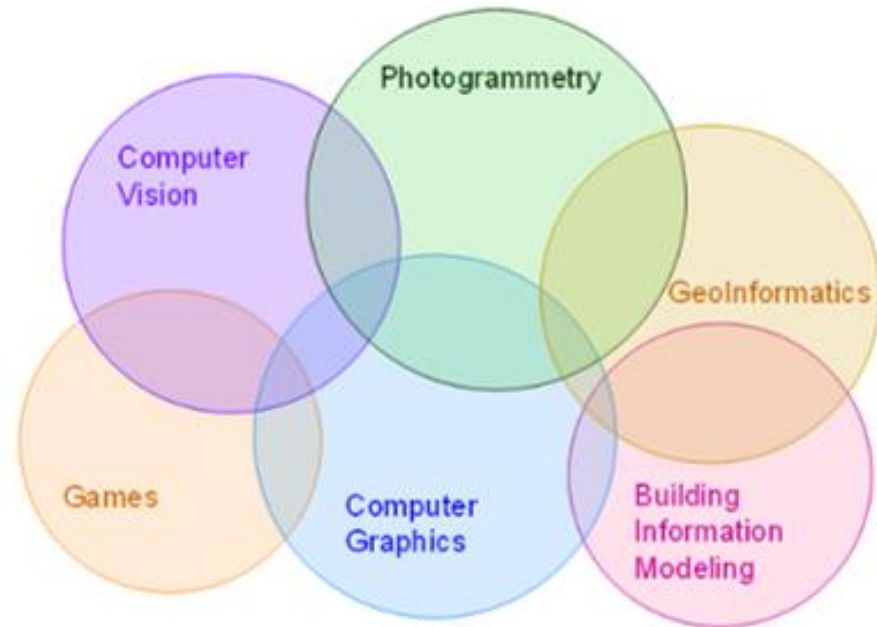 Photogrammetry
Computer
Vision
GeoInformatics
Games
Computer
Graphics
Building
Information
Modeling